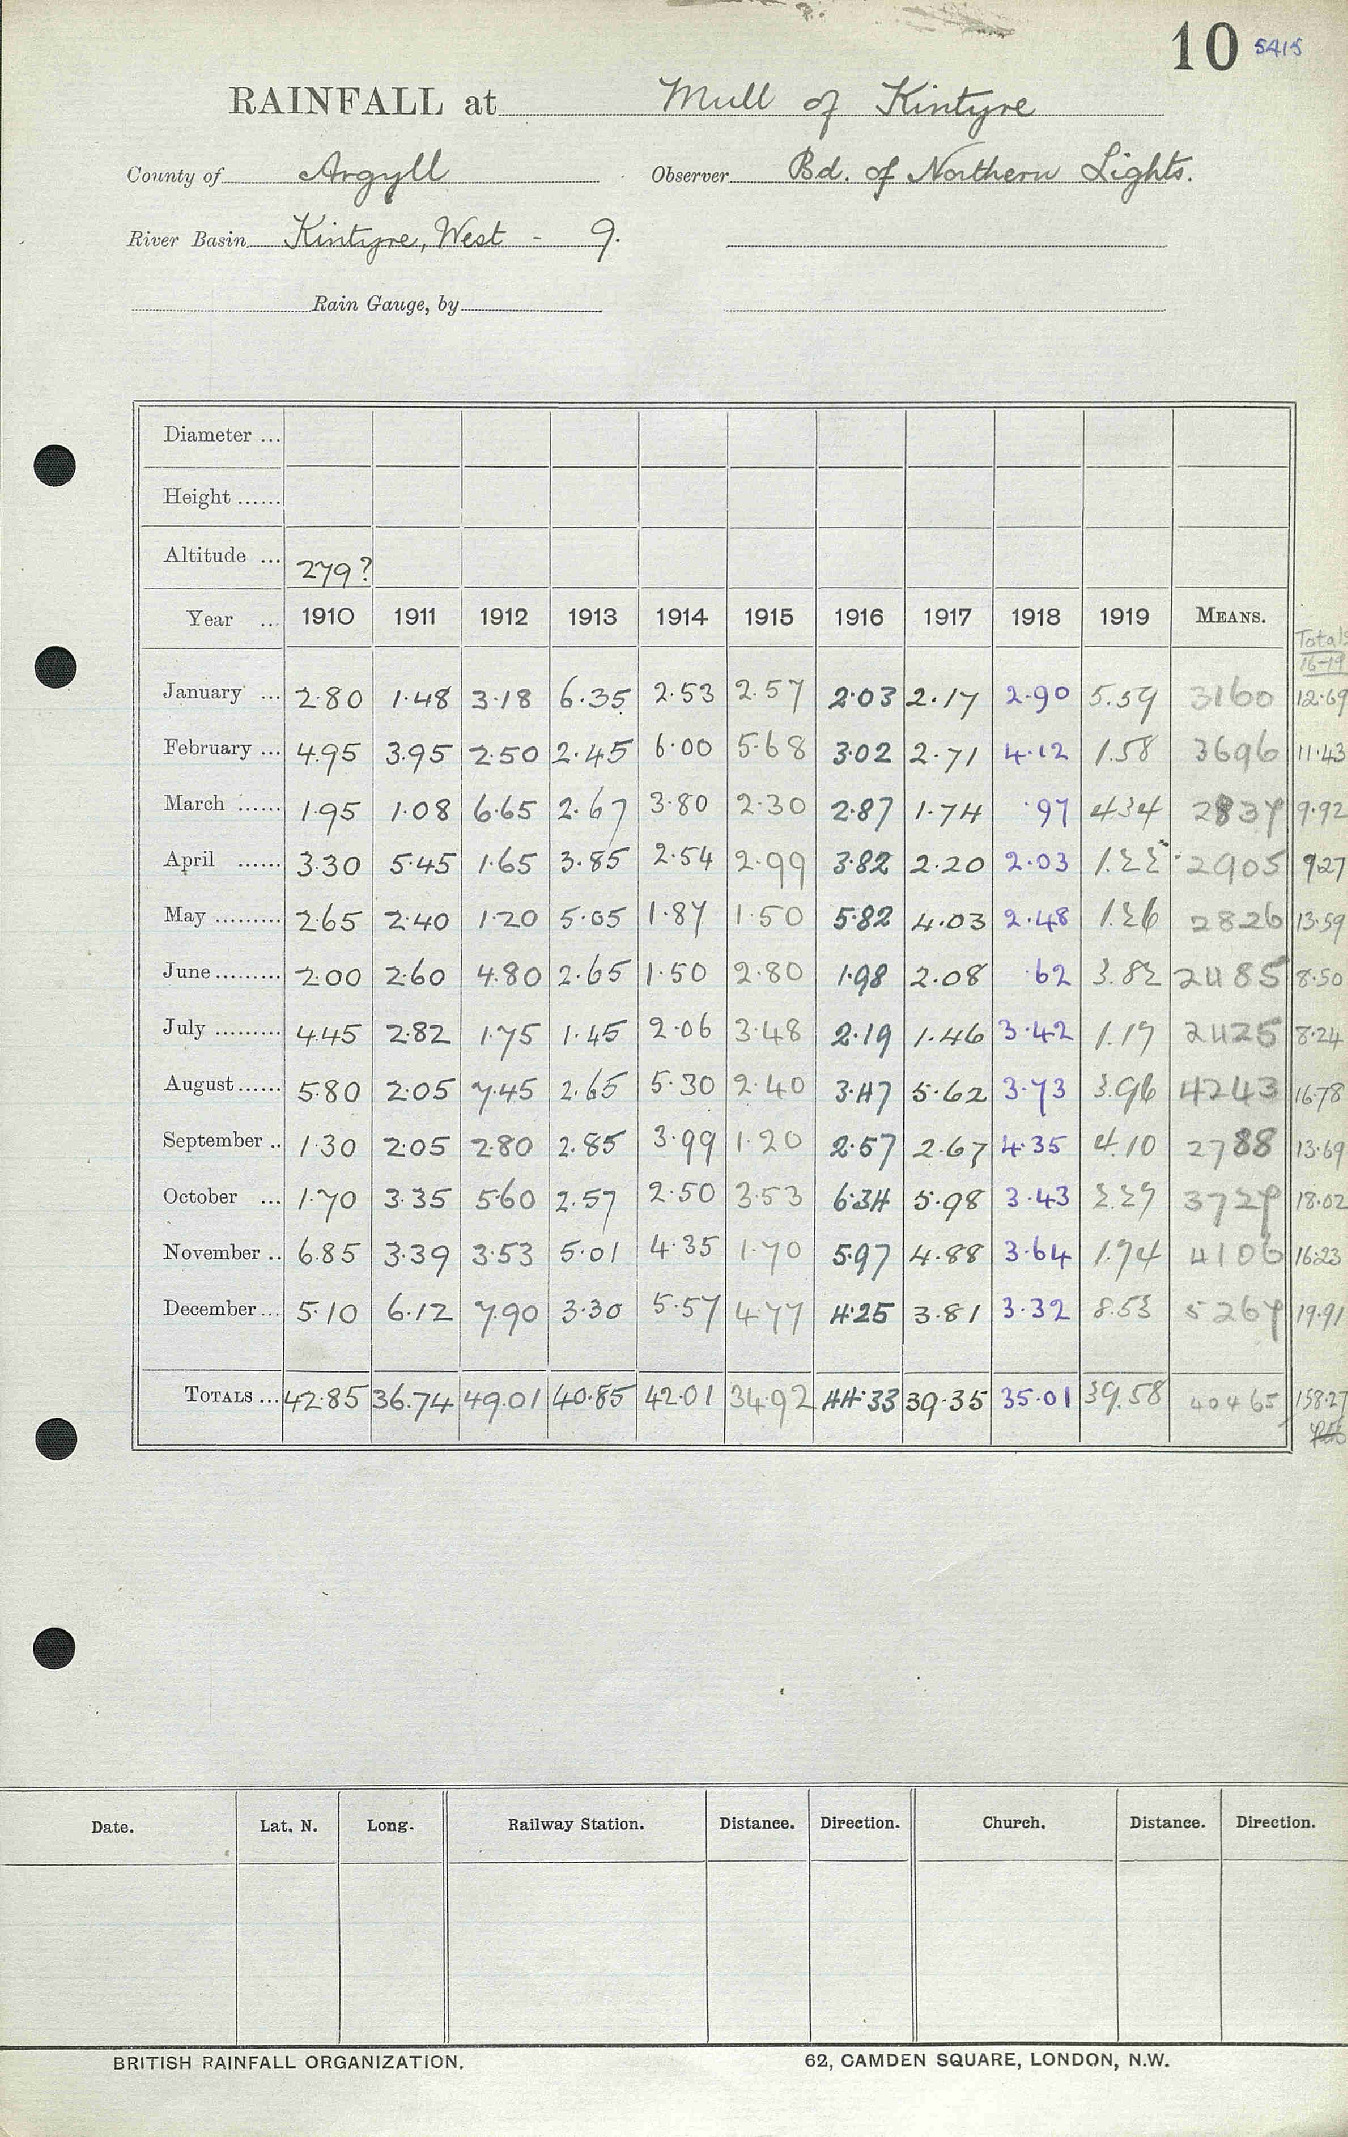 10 5415
RAINFALL at Mull of Kintyre
County of Argyll Observer Bd. of Northern Lights.
River Basin Kintyre, West - 9.
Rain Gauge, by
Diameter ...
Height ......
Altitude ... 279?
Year ... 1910 1911 1912 1913 1914 1915 1916 1917 1918 1919 MEANS. Totals 16-19
January ... 2.80 1.48 3.18 6.35 2.53 2.57 2.03 2.17 2.90 5.59 3160 12.69
February ... 4.95 3.95 2.50 2.45 6.00 5.68 3.02 2.71 4.12 1.58 3696 11.43
March ...... 1.95 1.08 6.65 2.67 3.80 2.30 2.87 1.74 .97 4.34 2837 9.92
April ...... 3.30 5.45 1.65 3.85 2.54 2.99 3.82 2.20 2.03 1.22 2905 9.27
May ......... 2.65 2.40 1.20 5.05 1.87 1.50 5.82 4.03 2.48 1.26 2826 13.59
June ......... 2.00 2.60 4.80 2.65 1.50 2.80 1.98 2.08 .62 3.82 2485 8.50
July ......... 4.45 2.82 1.75 1.45 2.06 3.48 2.19 1.46 3.42 1.17 2425 8.24
August ...... 5.80 2.05 7.45 2.65 5.30 2.40 3.47 5.62 3.73 3.96 4243 16.78
September .. 1.30 2.05 2.80 2.85 3.99 1.20 2.57 2.67 4.35 4.10 2788 13.69
October ... 1.70 3.35 5.60 2.57 2.50 3.53 6.34 5.98 3.43 2.27 3727 18.02
November .. 6.85 3.39 3.53 5.01 4.35 1.70 5.97 4.88 3.64 1.74 4106 16.23
December ... 5.10 6.12 7.90 3.30 5.57 4.77 4.25 3.81 3.32 8.53 5267 19.91
TOTALS ... 42.85 36.74 49.01 40.85 42.01 34.92 44.33 39.35 35.01 39.58 40465 158.27
Date. Lat. N. Long. Railway Station. Distance. Direction. Church. Distance. Direction.
BRITISH RAINFALL ORGANIZATION. 62, CAMDEN SQUARE, LONDON, N.W.